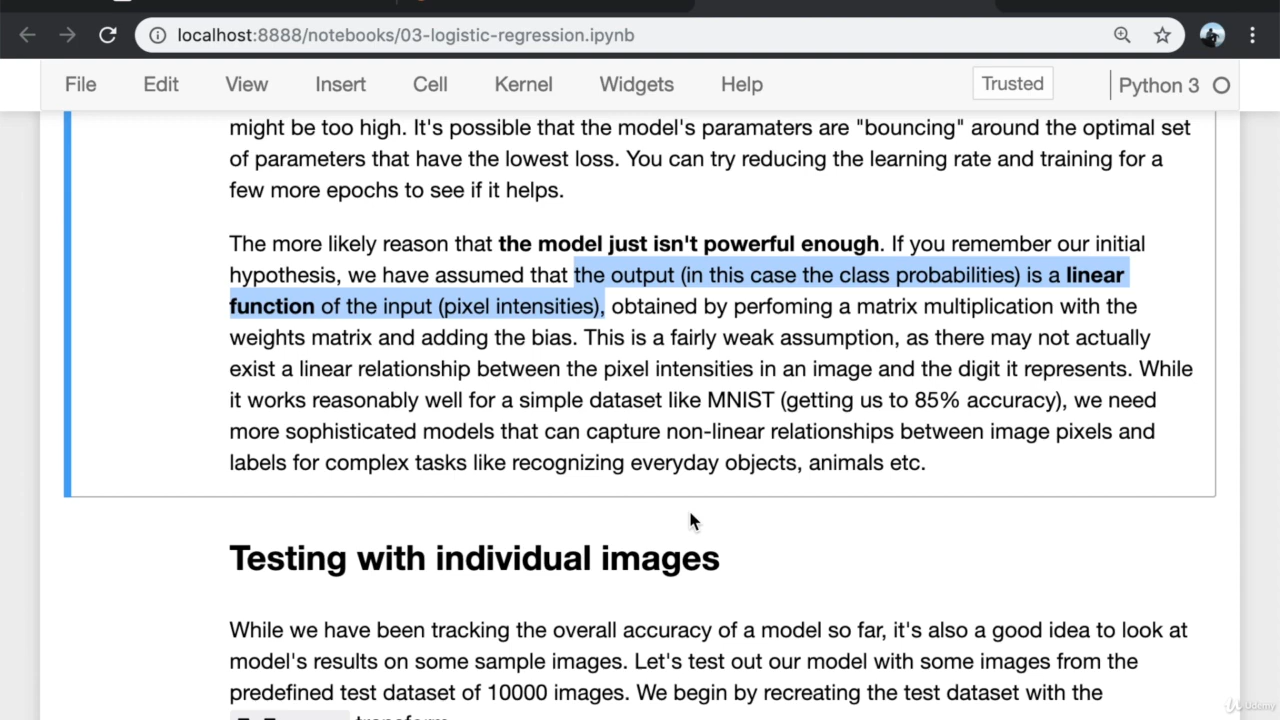 localhost:8888/notebooks/03-logistic-regression.ipynb
File Edit View Insert Cell Kernel Widgets Help Trusted Python 3
might be too high. It's possible that the model's paramaters are "bouncing" around the optimal set
of parameters that have the lowest loss. You can try reducing the learning rate and training for a
few more epochs to see if it helps.
The more likely reason that the model just isn't powerful enough. If you remember our initial
hypothesis, we have assumed that the output (in this case the class probabilities) is a linear
function of the input (pixel intensities), obtained by perfoming a matrix multiplication with the
weights matrix and adding the bias. This is a fairly weak assumption, as there may not actually
exist a linear relationship between the pixel intensities in an image and the digit it represents. While
it works reasonably well for a simple dataset like MNIST (getting us to 85% accuracy), we need
more sophisticated models that can capture non-linear relationships between image pixels and
labels for complex tasks like recognizing everyday objects, animals etc.
Testing with individual images
While we have been tracking the overall accuracy of a model so far, it's also a good idea to look at
model's results on some sample images. Let's test out our model with some images from the
predefined test dataset of 10000 images. We begin by recreating the test dataset with the
Udemy